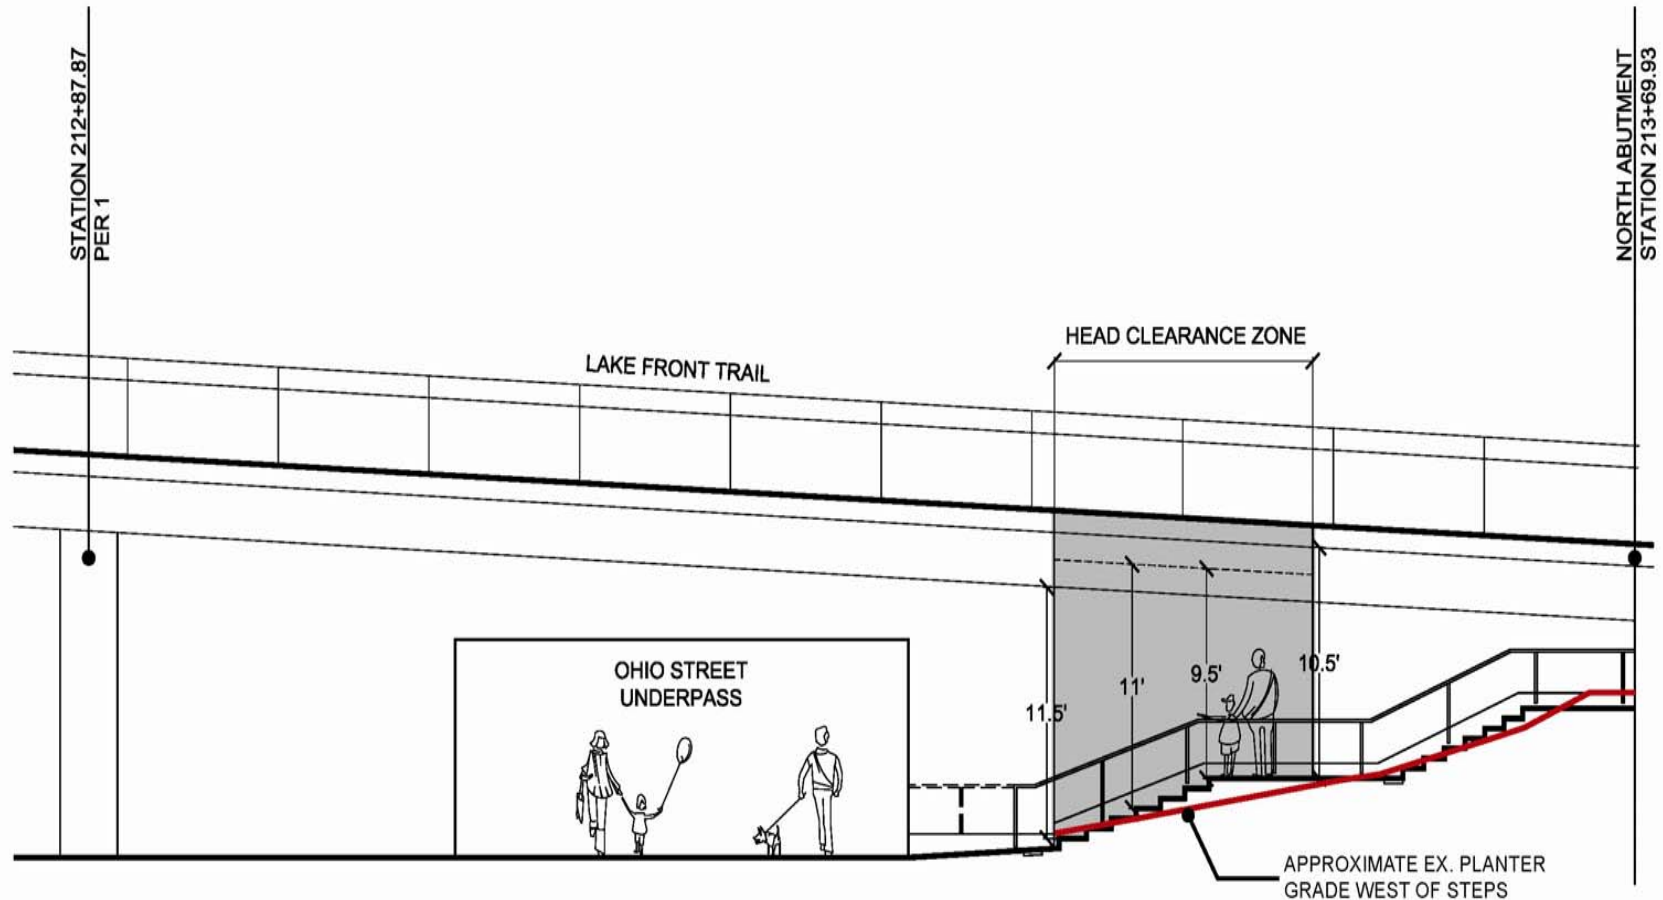 STATION 212+87.87
PER 1
NORTH ABUTMENT
STATION 213+69.93
HEAD CLEARANCE ZONE
LAKE FRONT TRAIL
OHIO STREET
UNDERPASS
11.5'
11'
9.5'
10.5'
APPROXIMATE EX. PLANTER
GRADE WEST OF STEPS